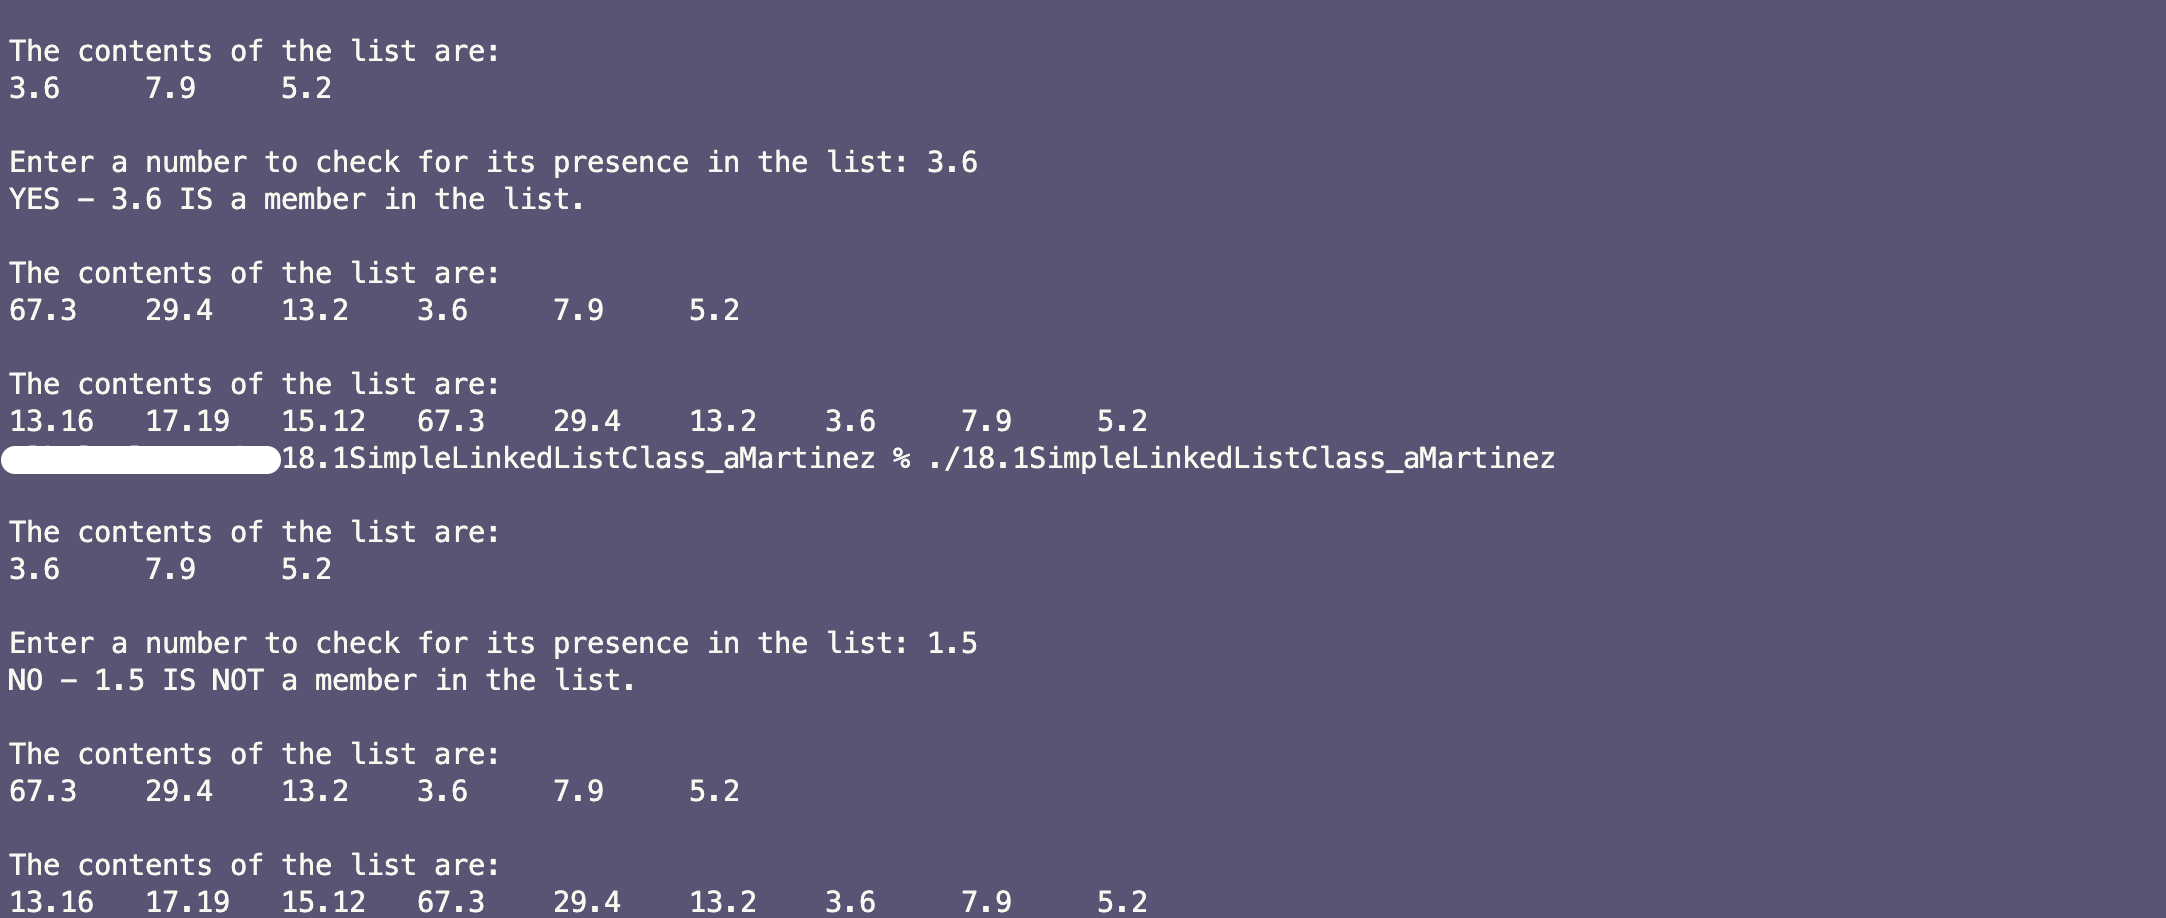 The contents of the list are:
3.6     7.9     5.2
Enter a number to check for its presence in the list: 3.6
YES – 3.6 IS a member in the list.
The contents of the list are:
67.3    29.4    13.2    3.6     7.9     5.2
The contents of the list are:
13.16   17.19   15.12   67.3    29.4    13.2    3.6     7.9     5.2
18.1SimpleLinkedListClass_aMartinez % ./18.1SimpleLinkedListClass_aMartinez
The contents of the list are:
3.6     7.9     5.2
Enter a number to check for its presence in the list: 1.5
NO – 1.5 IS NOT a member in the list.
The contents of the list are:
67.3    29.4    13.2    3.6     7.9     5.2
The contents of the list are:
13.16   17.19   15.12   67.3    29.4    13.2    3.6     7.9     5.2